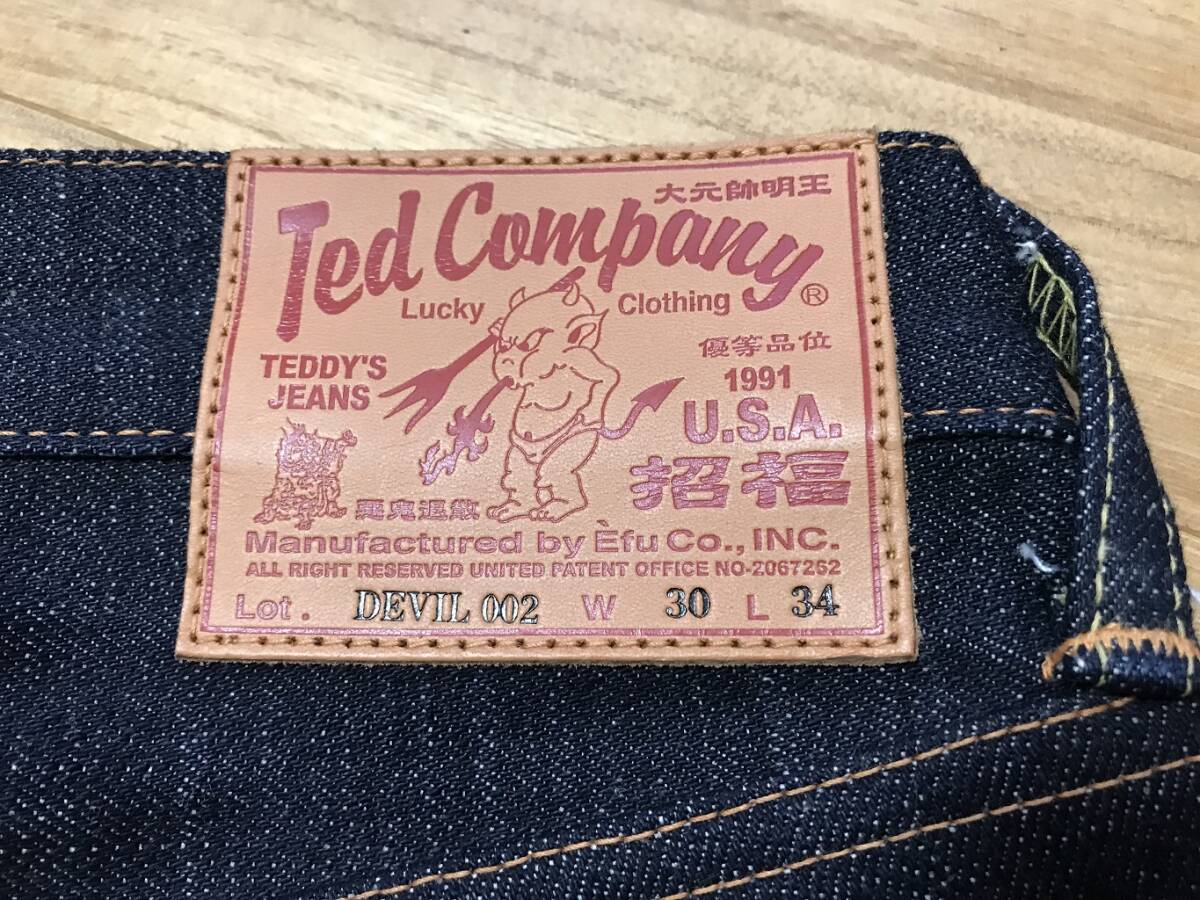 大元帥明王
Ted Company ®
Lucky Clothing
TEDDY'S
JEANS
優等品位
1991
U.S.A.
招福
悪鬼退散
Manufactured by Èfu Co., INC.
ALL RIGHT RESERVED UNITED PATENT OFFICE NO-2067252
Lot. DEVIL 002 W 30 L 34